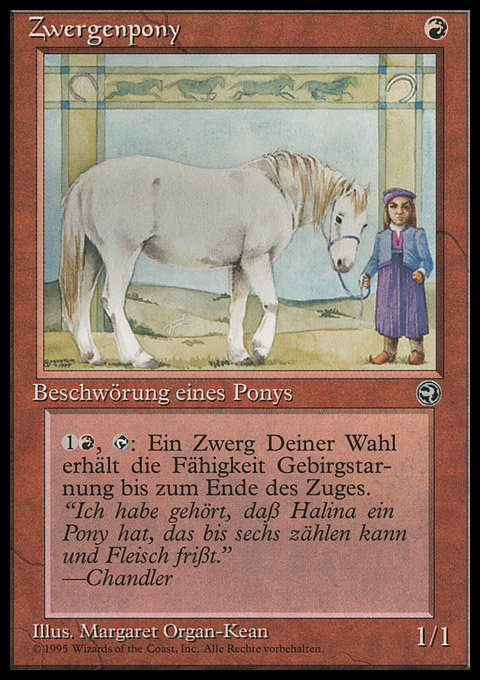 Zwergenpony
Beschwörung eines Ponys
1, : Ein Zwerg Deiner Wahl
erhält die Fähigkeit Gebirgstar-
nung bis zum Ende des Zuges.
“Ich habe gehört, daß Halina ein
Pony hat, das bis sechs zählen kann
und Fleisch frißt.”
—Chandler
Illus. Margaret Organ-Kean
1/1
©1995 Wizards of the Coast, Inc. Alle Rechte vorbehalten.